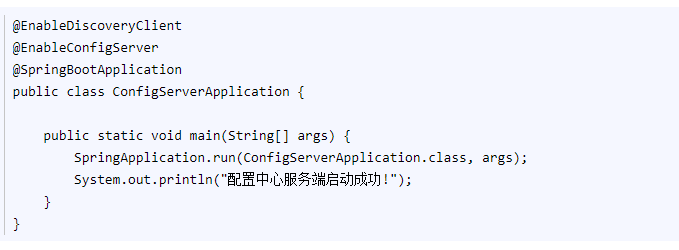 @EnableDiscoveryClient
@EnableConfigServer
@SpringBootApplication
public class ConfigServerApplication {
    public static void main(String[] args) {
        SpringApplication.run(ConfigServerApplication.class, args);
        System.out.println("配置中心服务端启动成功!");
    }
}